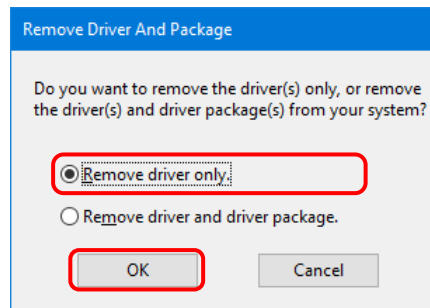 Remove Driver And Package
Do you want to remove the driver(s) only, or remove
the driver(s) and driver package(s) from your system?
Remove driver only.
Remove driver and driver package.
OK Cancel